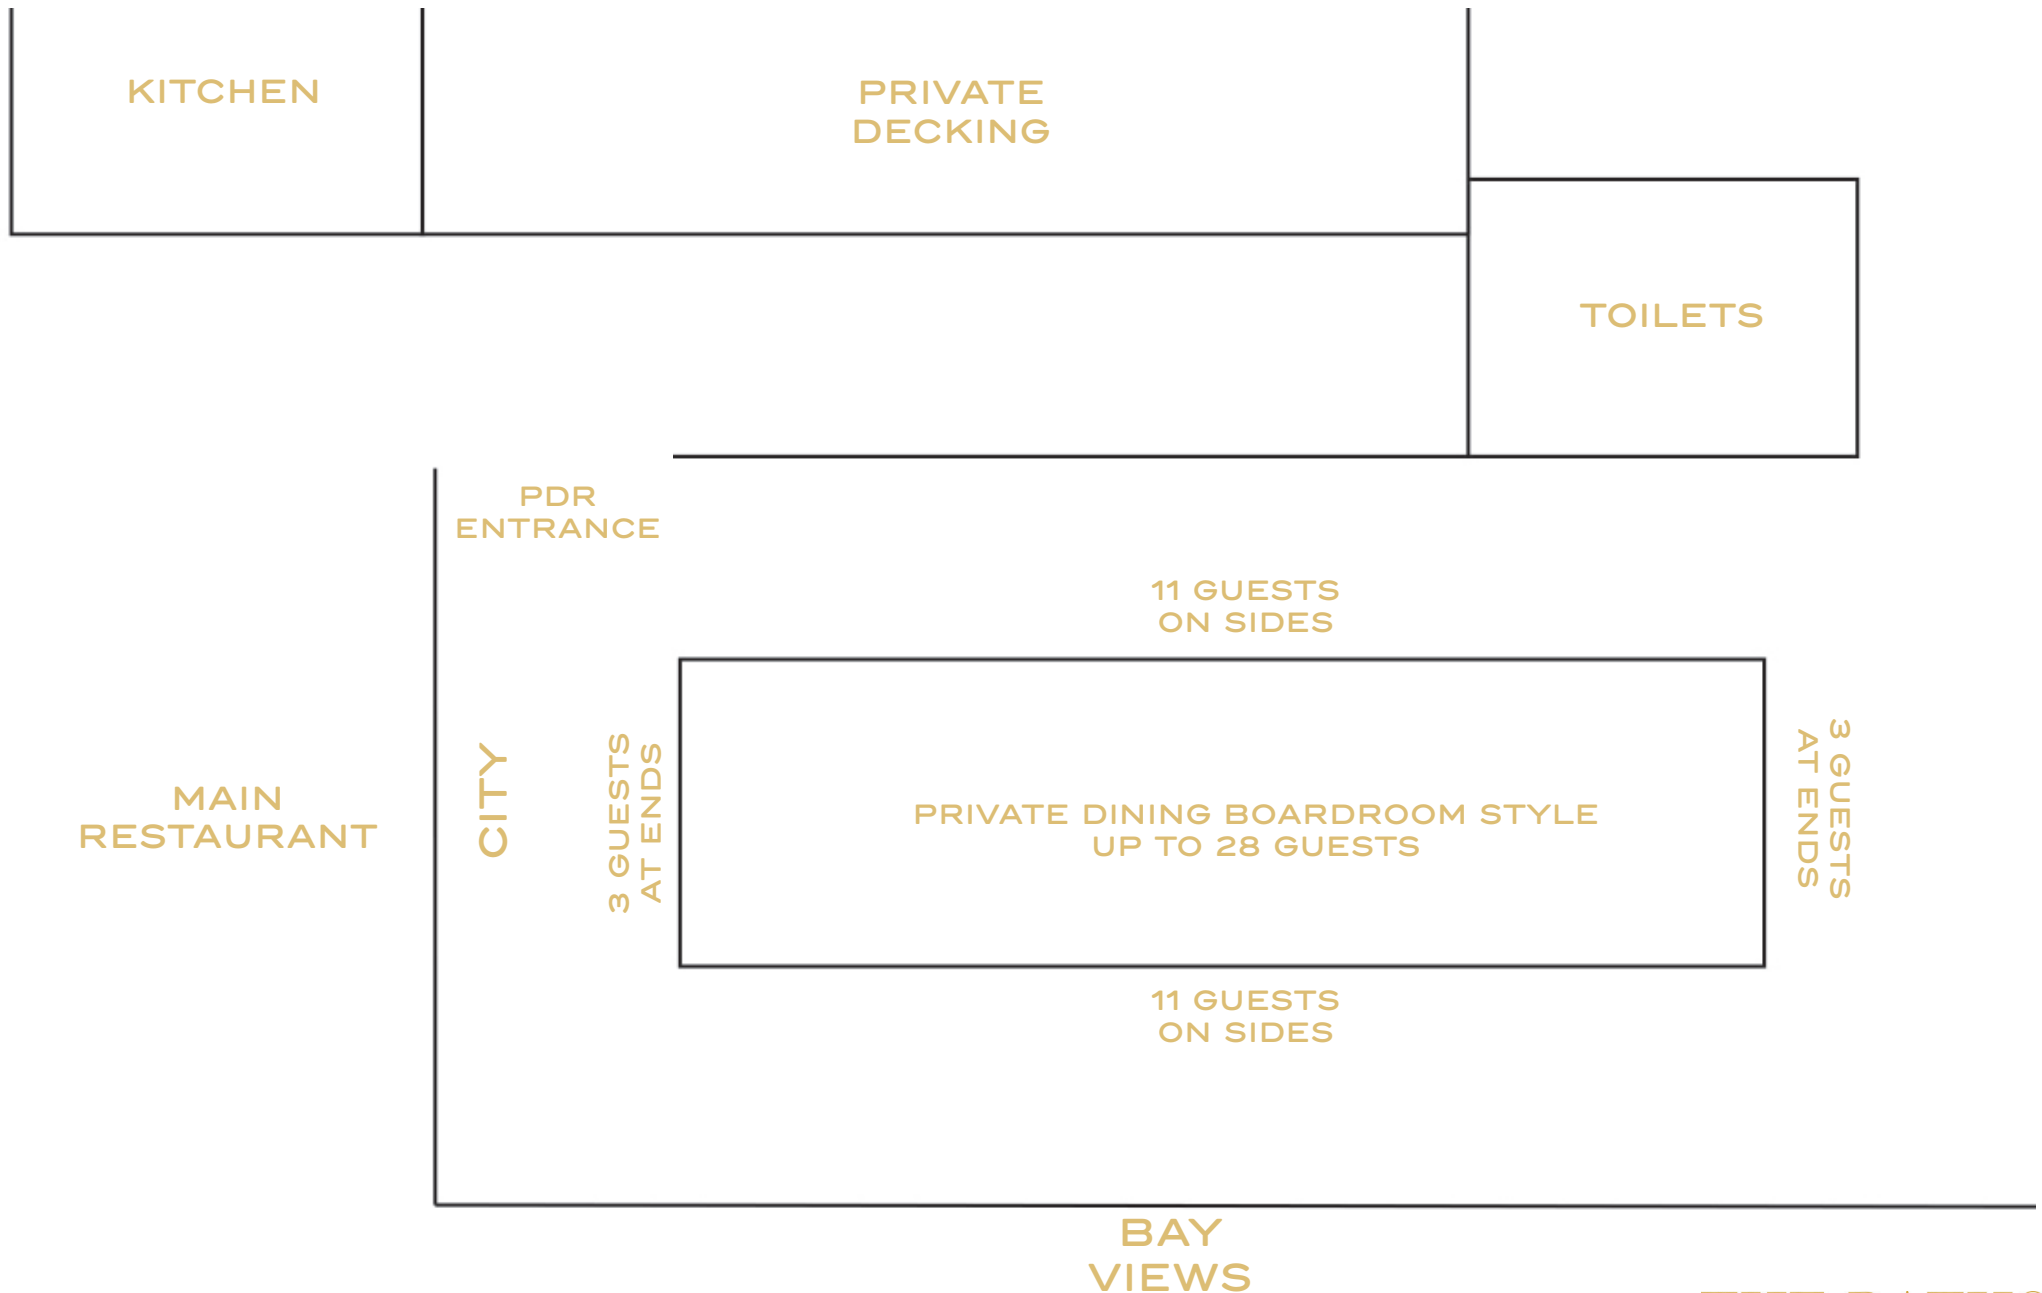 KITCHEN
PRIVATE
DECKING
TOILETS
PDR
ENTRANCE
11 GUESTS
ON SIDES
MAIN
RESTAURANT
CITY
3 GUESTS
AT ENDS
PRIVATE DINING BOARDROOM STYLE
UP TO 28 GUESTS
3 GUESTS
AT ENDS
11 GUESTS
ON SIDES
BAY
VIEWS